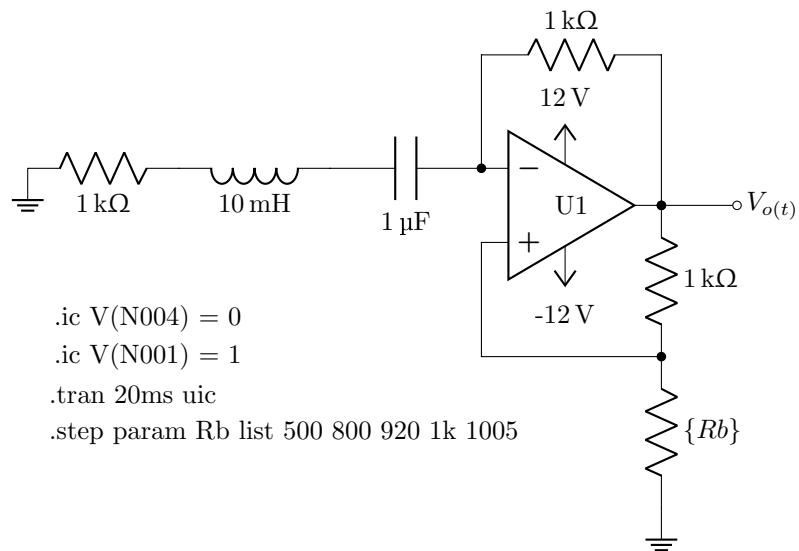 1 kΩ
12 V
−
U1
+
-12 V
1 kΩ
10 mH
1 µF
V_{o(t)}
1 kΩ
{Rb}
.ic V(N004) = 0
.ic V(N001) = 1
.tran 20ms uic
.step param Rb list 500 800 920 1k 1005